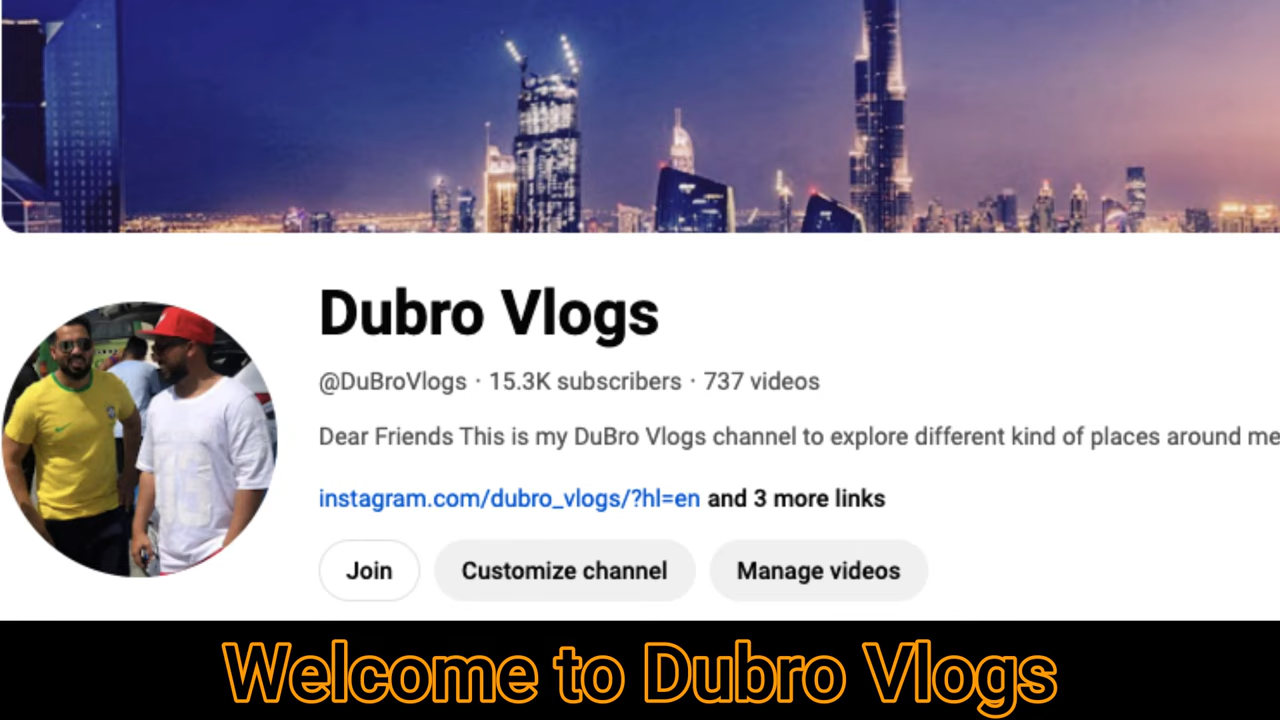 Dubro Vlogs
@DuBroVlogs · 15.3K subscribers · 737 videos
Dear Friends This is my DuBro Vlogs channel to explore different kind of places around me
instagram.com/dubro_vlogs/?hl=en and 3 more links
Join Customize channel Manage videos
Welcome to Dubro Vlogs